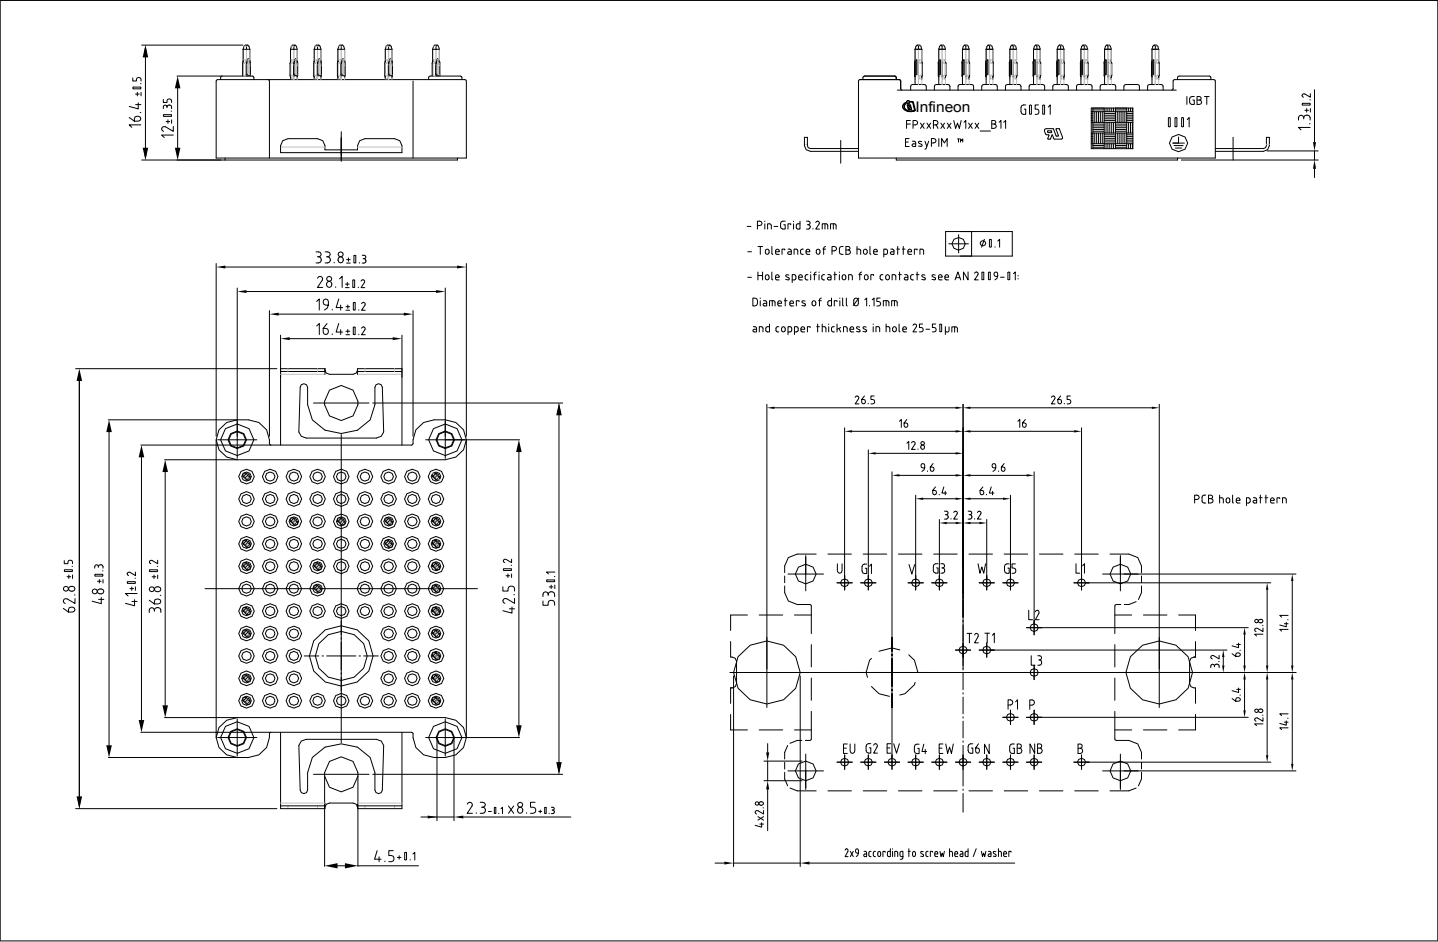 16.4 ±0.5
12±0.35
Infineon
G0501
IGBT
FPxxRxxW1xx_B11
0001
EasyPIM ™
1.3±0.2
- Pin-Grid 3.2mm
- Tolerance of PCB hole pattern
Ø0.1
- Hole specification for contacts see AN 2009-01:
Diameters of drill Ø 1.15mm
and copper thickness in hole 25-50µm
33.8±0.3
28.1±0.2
19.4±0.2
16.4±0.2
62.8 ±0.5
48 ±0.3
41±0.2
36.8 ±0.2
42.5 ±0.2
53±0.1
2.3-0.1 x8.5+0.3
4.5+0.1
26.5 26.5
16 16
12.8
9.6 9.6
6.4 6.4
3.2 3.2
PCB hole pattern
U G1 V G3 W G5 L1
L2
T2 T1
L3
P1 P
EU G2 EV G4 EW G6 N GB NB B
3.2
6.4
12.8
14.1
6.4
12.8
14.1
4x2.8
2x9 according to screw head / washer